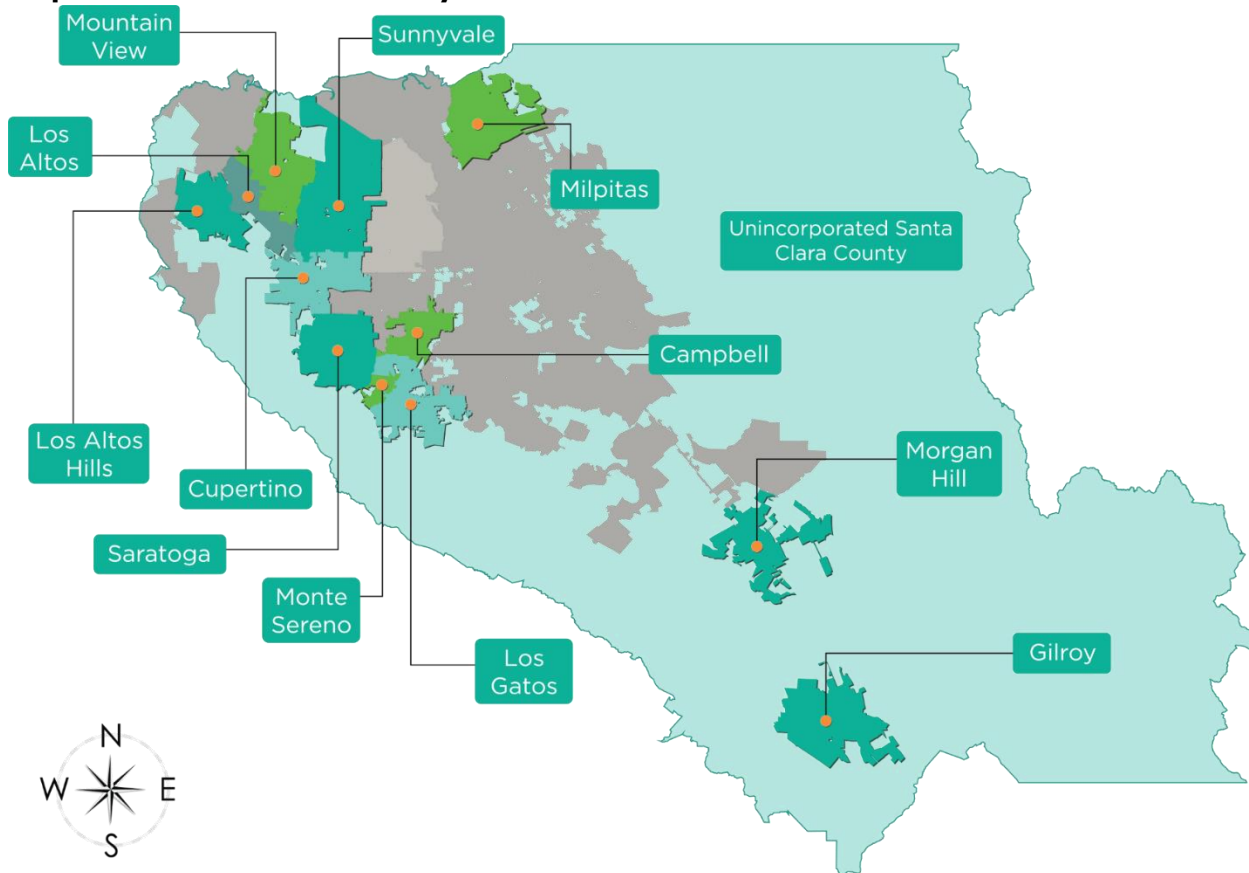 Mountain
View
Sunnyvale
Los
Altos
Milpitas
Unincorporated Santa
Clara County
Campbell
Los Altos
Hills
Cupertino
Morgan
Hill
Saratoga
Monte
Sereno
Los
Gatos
Gilroy
N
W
E
S